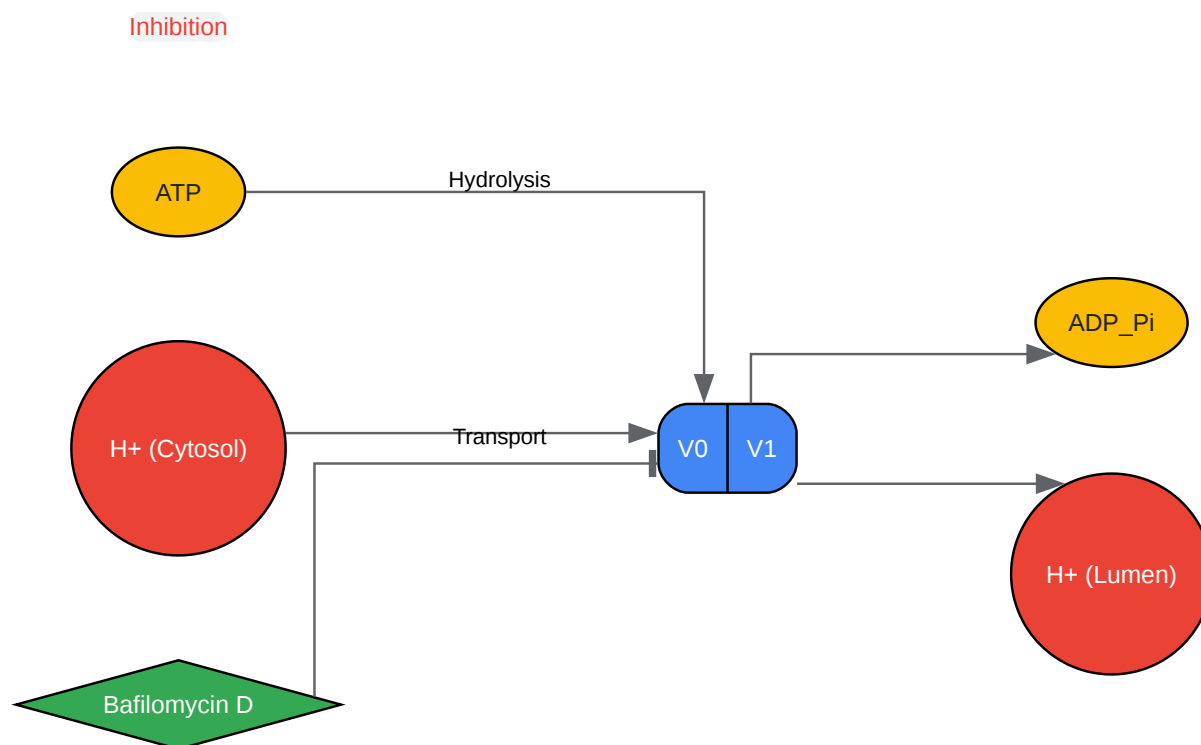 Inhibition
ATP
Hydrolysis
ADP_Pi
H+ (Cytosol)
Transport
V0
V1
H+ (Lumen)
Bafilomycin D